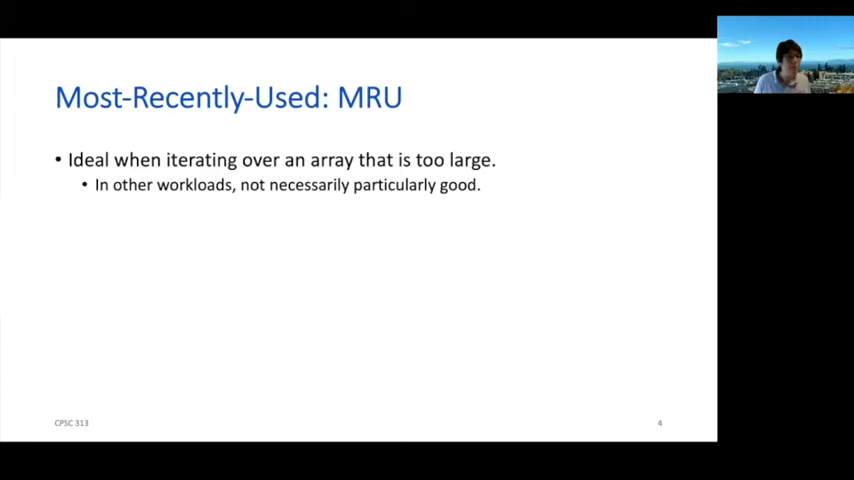 Most-Recently-Used: MRU
• Ideal when iterating over an array that is too large.
• In other workloads, not necessarily particularly good.
CPSC 313
4